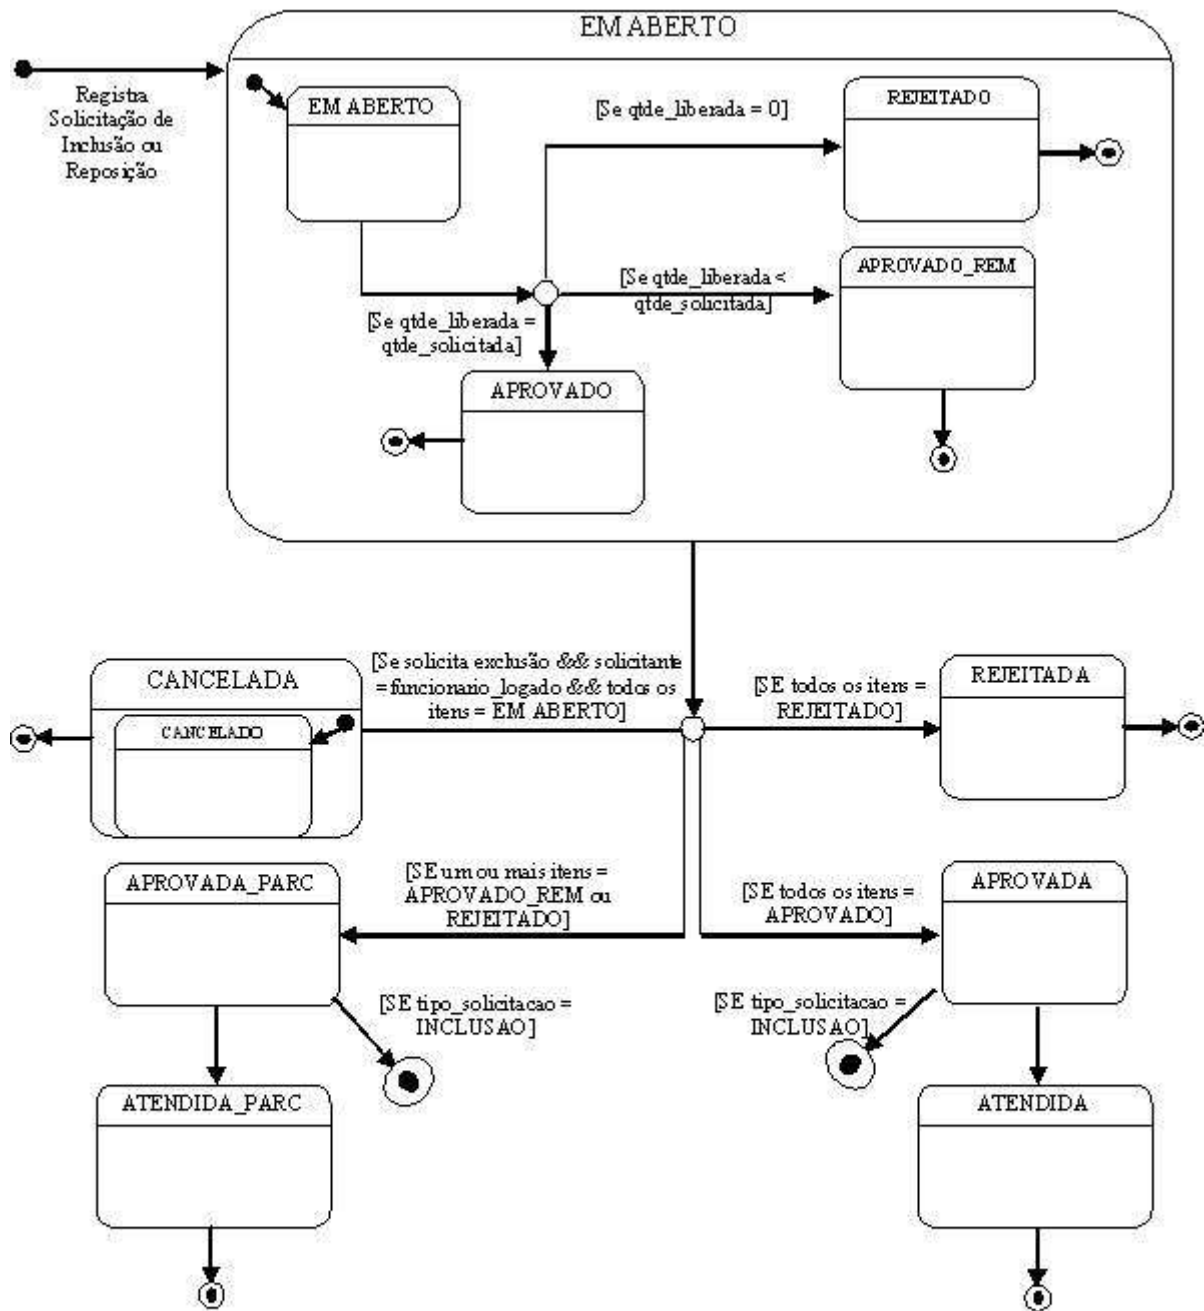 EM ABERTO
Registra
Solicitação de
Inclusão ou
Reposição
EM ABERTO
[Se qtde_liberada = 0]
REJEITADO
[Se qtde_liberada <
qtde_solicitada]
APROVADO_REM
[Se qtde_liberada =
qtde_solicitada]
APROVADO
[Se solicita exclusão && solicitante
=funcionario_logado && todos os
itens = EM ABERTO]
CANCELADA
CANCELADO
[SE todos os itens =
REJEITADO]
REJEITADA
APROVADA_PARC
[SE um ou mais itens =
APROVADO_REM ou
REJEITADO]
[SE todos os itens =
APROVADO]
APROVADA
[SE tipo_solicitacao =
INCLUSAO]
[SE tipo_solicitacao =
INCLUSAO]
ATENDIDA_PARC
ATENDIDA